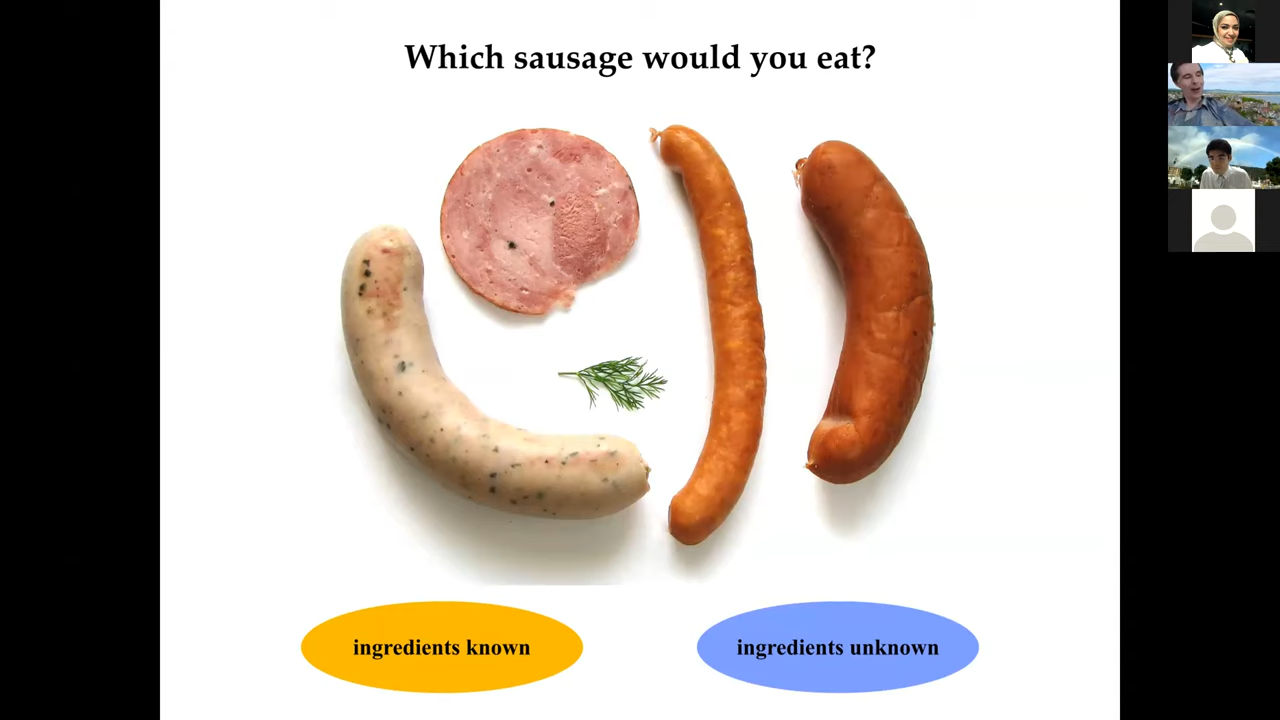 Which sausage would you eat?
ingredients known
ingredients unknown